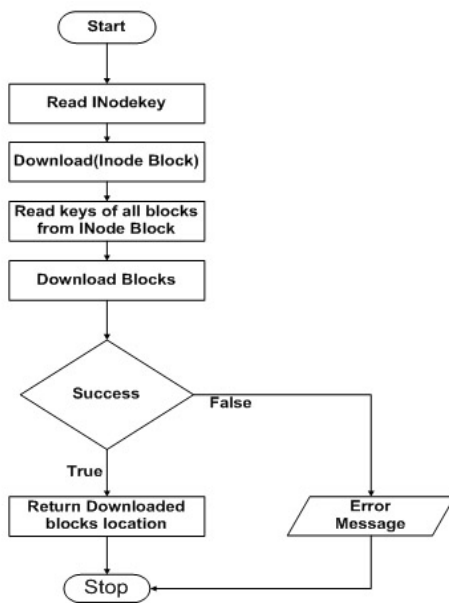 Start
Read INodekey
Download(Inode Block)
Read keys of all blocks
from INode Block
Download Blocks
Success
False
True
Return Downloaded
blocks location
Error
Message
Stop